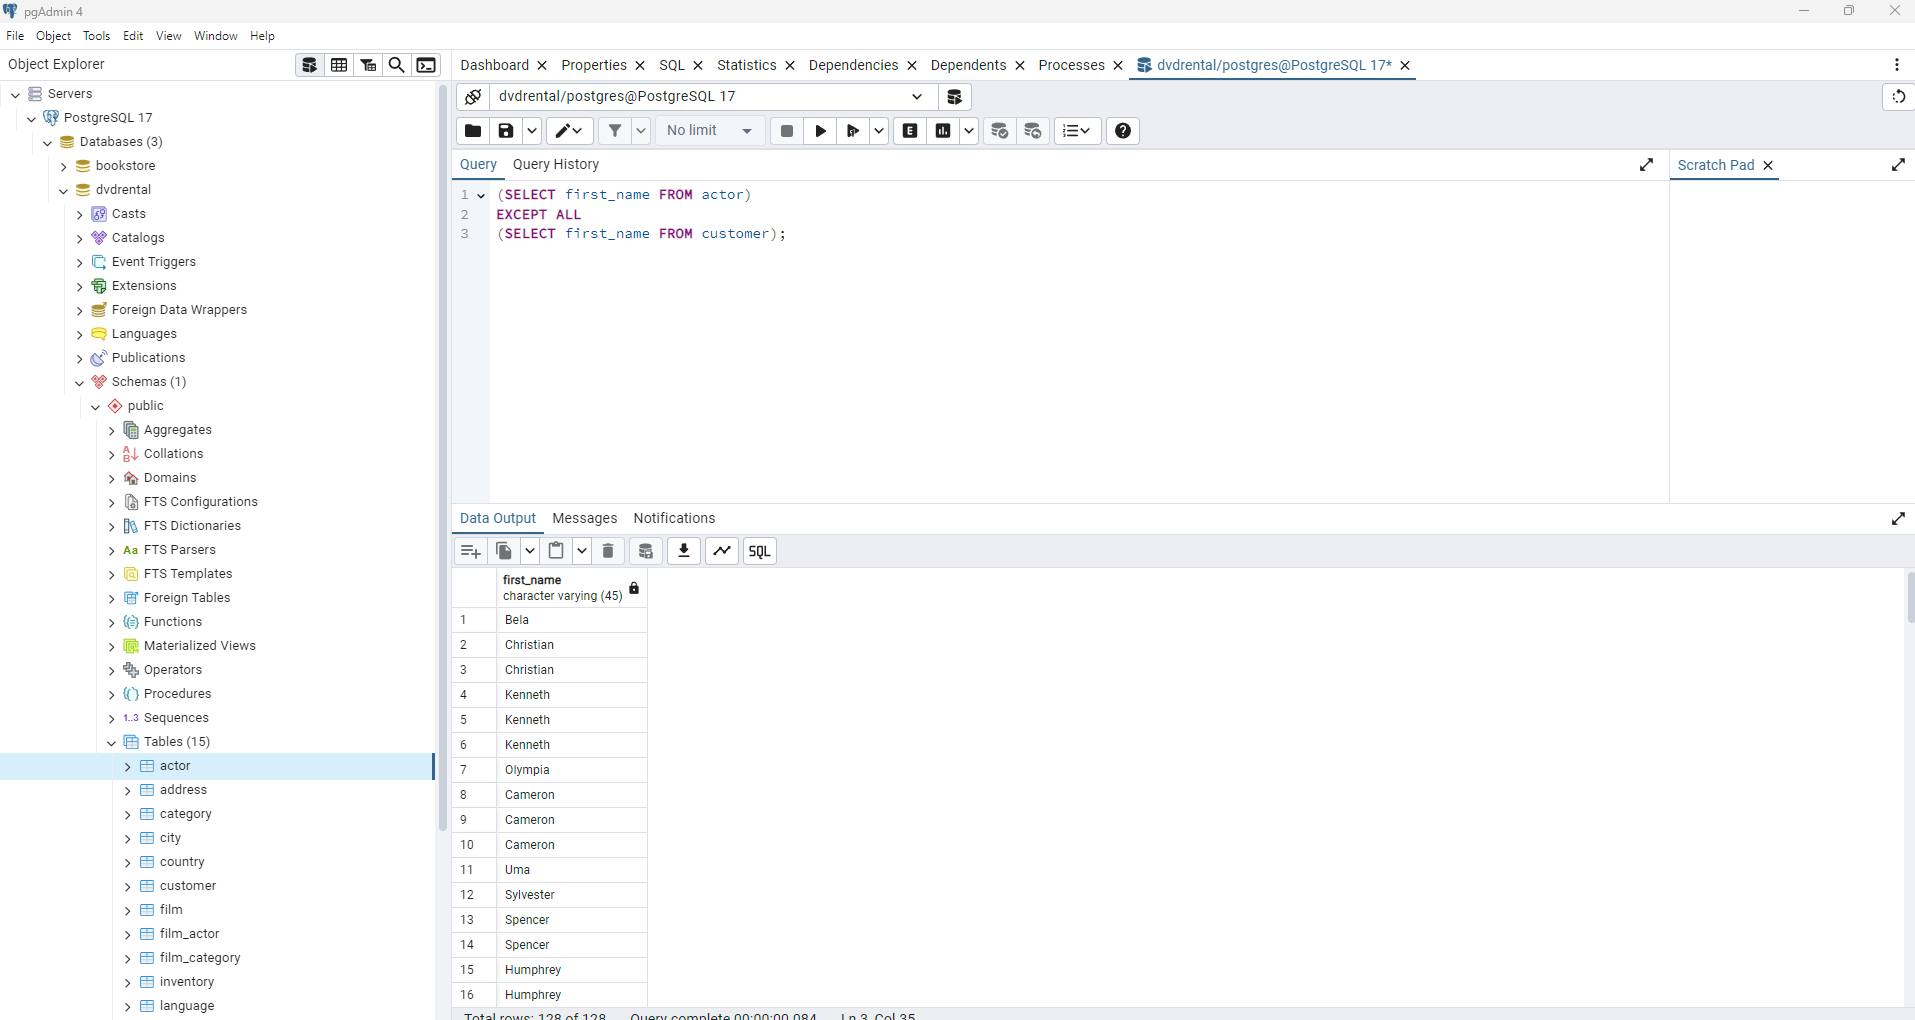 pgAdmin 4
File Object Tools Edit View Window Help
Object Explorer
Servers
PostgreSQL 17
Databases (3)
bookstore
dvdrental
Casts
Catalogs
Event Triggers
Extensions
Foreign Data Wrappers
Languages
Publications
Schemas (1)
public
Aggregates
Collations
Domains
FTS Configurations
FTS Dictionaries
Aa FTS Parsers
FTS Templates
Foreign Tables
Functions
Materialized Views
Operators
Procedures
1..3 Sequences
Tables (15)
actor
address
category
city
country
customer
film
film_actor
film_category
inventory
language
Dashboard Properties SQL Statistics Dependencies Dependents Processes dvdrental/postgres@PostgreSQL 17*
dvdrental/postgres@PostgreSQL 17
No limit E
Query Query History Scratch Pad
1 (SELECT first_name FROM actor)
2 EXCEPT ALL
3 (SELECT first_name FROM customer);
Data Output Messages Notifications
SQL
first_name
character varying (45)
1 Bela
2 Christian
3 Christian
4 Kenneth
5 Kenneth
6 Kenneth
7 Olympia
8 Cameron
9 Cameron
10 Cameron
11 Uma
12 Sylvester
13 Spencer
14 Spencer
15 Humphrey
16 Humphrey
Total rows: 128 of 128 Query complete 00:00:00.084 Ln 3, Col 35